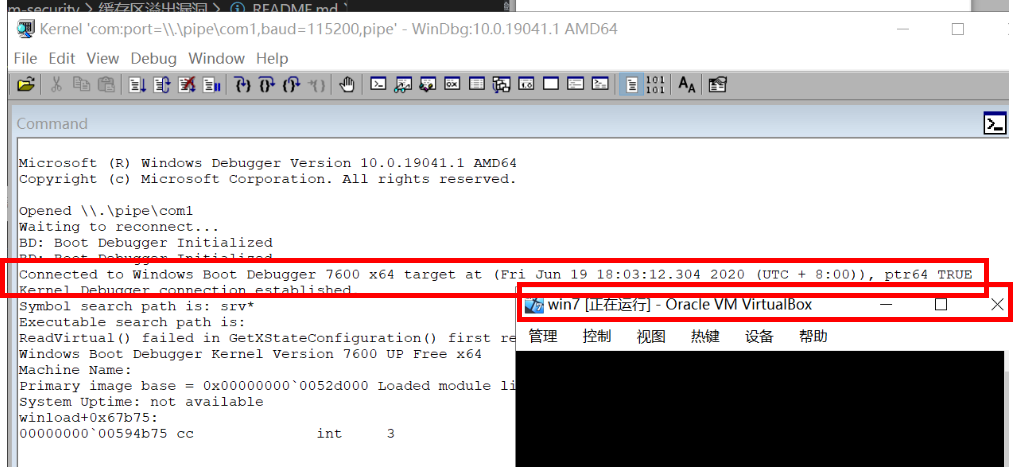 m-security > 缓存区溢出漏洞 > README.md
Kernel 'com:port=\\.\pipe\com1,baud=115200,pipe' - WinDbg:10.0.19041.1 AMD64
File Edit View Debug Window Help
Command
Microsoft (R) Windows Debugger Version 10.0.19041.1 AMD64
Copyright (c) Microsoft Corporation. All rights reserved.
Opened \\.\pipe\com1
Waiting to reconnect...
BD: Boot Debugger Initialized
BD: Boot Debugger Initialized
Connected to Windows Boot Debugger 7600 x64 target at (Fri Jun 19 18:03:12.304 2020 (UTC + 8:00)), ptr64 TRUE
Kernel Debugger connection established
Symbol search path is: srv*
Executable search path is:
ReadVirtual() failed in GetXStateConfiguration() first re
Windows Boot Debugger Kernel Version 7600 UP Free x64
Machine Name:
Primary image base = 0x00000000`0052d000 Loaded module li
System Uptime: not available
winload+0x67b75:
00000000`00594b75 cc int 3
win7 [正在运行] - Oracle VM VirtualBox
管理 控制 视图 热键 设备 帮助